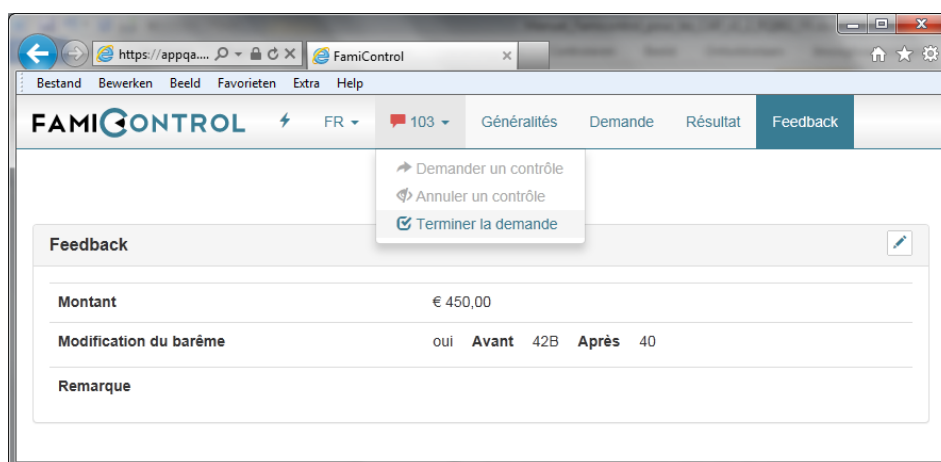 https://appqa....
FamiControl
Bestand Bewerken Beeld Favorieten Extra Help
FAMICONTROL FR 103 Généralités Demande Résultat Feedback
Demander un contrôle
Annuler un contrôle
Terminer la demande
Feedback
Montant € 450,00
Modification du barême oui Avant 42B Après 40
Remarque